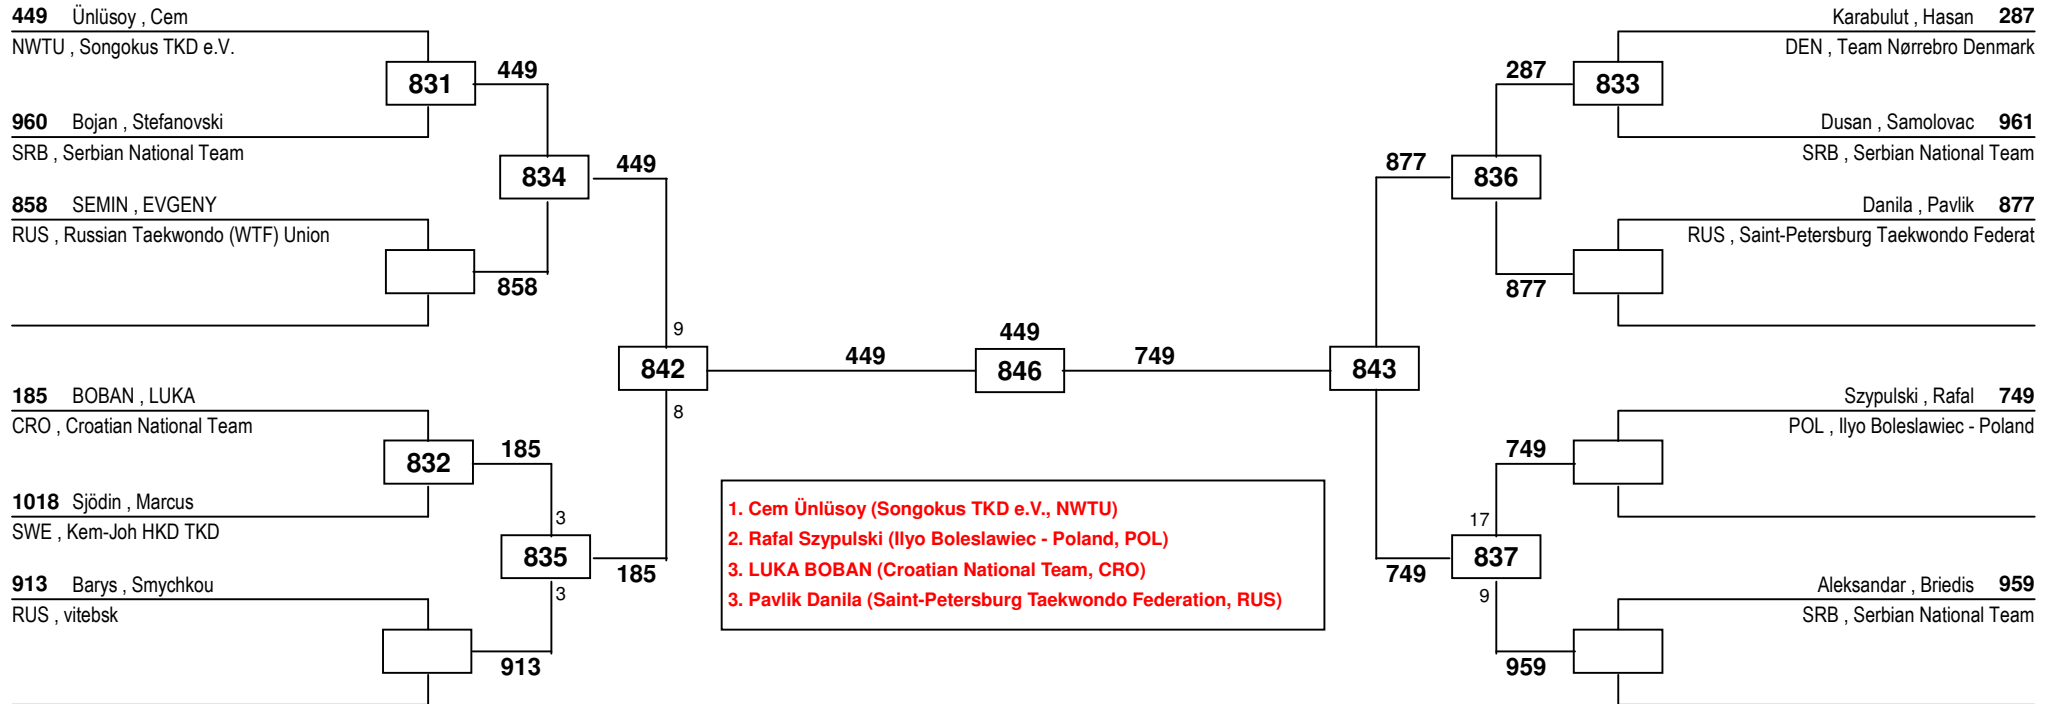 449 Ünlüsoy , Cem
NWTU , Songokus TKD e.V.
831
449
960 Bojan , Stefanovski
SRB , Serbian National Team
834
449
858 SEMIN , EVGENY
RUS , Russian Taekwondo (WTF) Union
858
9
842
8
449
185 BOBAN , LUKA
CRO , Croatian National Team
832
185
1018 Sjödin , Marcus
SWE , Kem-Joh HKD TKD
3
835
3
185
913 Barys , Smychkou
RUS , vitebsk
913
449
846
749
1. Cem Ünlüsoy (Songokus TKD e.V., NWTU)
2. Rafal Szypulski (Ilyo Boleslawiec - Poland, POL)
3. LUKA BOBAN (Croatian National Team, CRO)
3. Pavlik Danila (Saint-Petersburg Taekwondo Federation, RUS)
Karabulut , Hasan 287
DEN , Team Nørrebro Denmark
287
833
Dusan , Samolovac 961
SRB , Serbian National Team
877
836
Danila , Pavlik 877
RUS , Saint-Petersburg Taekwondo Federat
877
843
Szypulski , Rafal 749
POL , Ilyo Boleslawiec - Poland
749
17
837
9
749
Aleksandar , Briedis 959
SRB , Serbian National Team
959